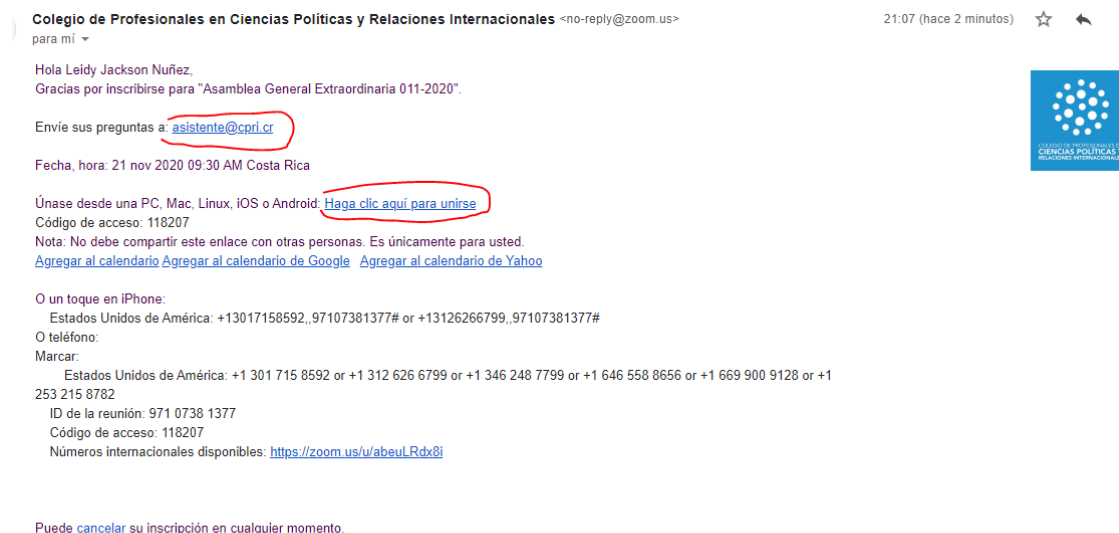 Colegio de Profesionales en Ciencias Políticas y Relaciones Internacionales <no-reply@zoom.us>
21:07 (hace 2 minutos)
para mí
Hola Leidy Jackson Nuñez,
Gracias por inscribirse para "Asamblea General Extraordinaria 011-2020".
COLEGIO DE PROFESIONALES EN
CIENCIAS POLÍTICAS Y
RELACIONES INTERNACIONALES
Envíe sus preguntas a: asistente@cpri.cr
Fecha, hora: 21 nov 2020 09:30 AM Costa Rica
Únase desde una PC, Mac, Linux, iOS o Android: Haga clic aquí para unirse
Código de acceso: 118207
Nota: No debe compartir este enlace con otras personas. Es únicamente para usted.
Agregar al calendario Agregar al calendario de Google Agregar al calendario de Yahoo
O un toque en iPhone:
Estados Unidos de América: +13017158592,,97107381377# or +13126266799,,97107381377#
O teléfono:
Marcar:
Estados Unidos de América: +1 301 715 8592 or +1 312 626 6799 or +1 346 248 7799 or +1 646 558 8656 or +1 669 900 9128 or +1
253 215 8782
ID de la reunión: 971 0738 1377
Código de acceso: 118207
Números internacionales disponibles: https://zoom.us/u/abeuLRdx8i
Puede cancelar su inscripción en cualquier momento.